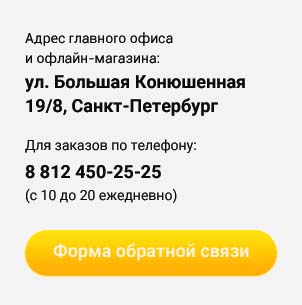 Адрес главного офиса
и офлайн-магазина:
ул. Большая Конюшенная
19/8, Санкт-Петербург
Для заказов по телефону:
8 812 450-25-25
(с 10 до 20 ежедневно)
Форма обратной связи